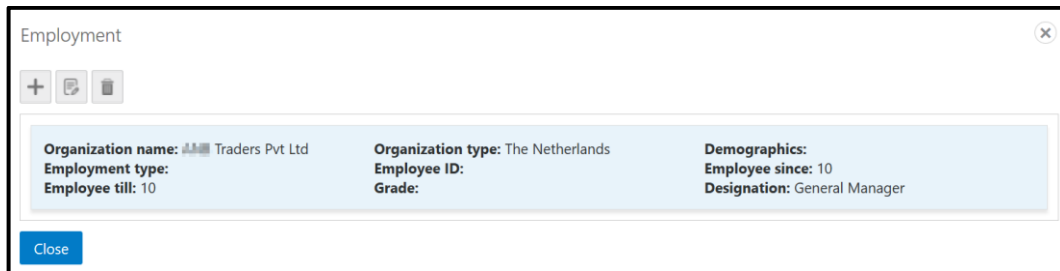 Employment
Organization name: Traders Pvt Ltd
Organization type: The Netherlands
Demographics:
Employment type:
Employee ID:
Employee since: 10
Employee till: 10
Grade:
Designation: General Manager
Close